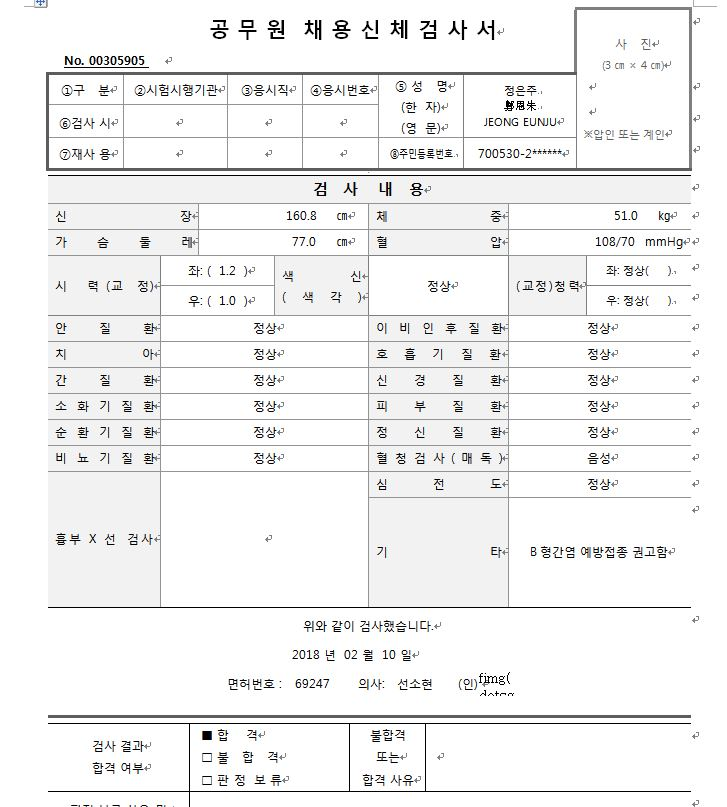 공 무 원 채 용 신 체 검 사 서
사 진
(3 ㎝ × 4 ㎝)
※압인 또는 계인
No. 00305905
①구 분 ②시험시행기관 ③응시직 ④응시번호 ⑤ 성 명 정은주
(한 자) 鄭恩朱
⑥검사 시 (영 문) JEONG EUNJU
⑦재사 용 ⑧주민등록번호 700530-2******
검 사 내 용
신 장 160.8 ㎝ 체 중 51.0 kg
가 슴 둘 레 77.0 ㎝ 혈 압 108/70 mmHg
시 력 (교 정) 좌: ( 1.2 ) 색 신 정상 (교정)청력 좌: 정상( )
우: ( 1.0 ) ( 색 각 ) 우: 정상( )
안 질 환 정상 이 비 인 후 질 환 정상
치 아 정상 호 흡 기 질 환 정상
간 질 환 정상 신 경 질 환 정상
소 화 기 질 환 정상 피 부 질 환 정상
순 환 기 질 환 정상 정 신 질 환 정상
비 뇨 기 질 환 정상 혈 청 검 사 ( 매 독 ) 음성
심 전 도 정상
흉부 X 선 검사 기 타 B 형간염 예방접종 권고함
위와 같이 검사했습니다.
2018 년 02 월 10 일
면허번호 : 69247 의사: 선소현 (인) fjmg(
검사 결과 ■ 합 격 불합격
합격 여부 □ 불 합 격 또는
□ 판 정 보 류 합격 사유